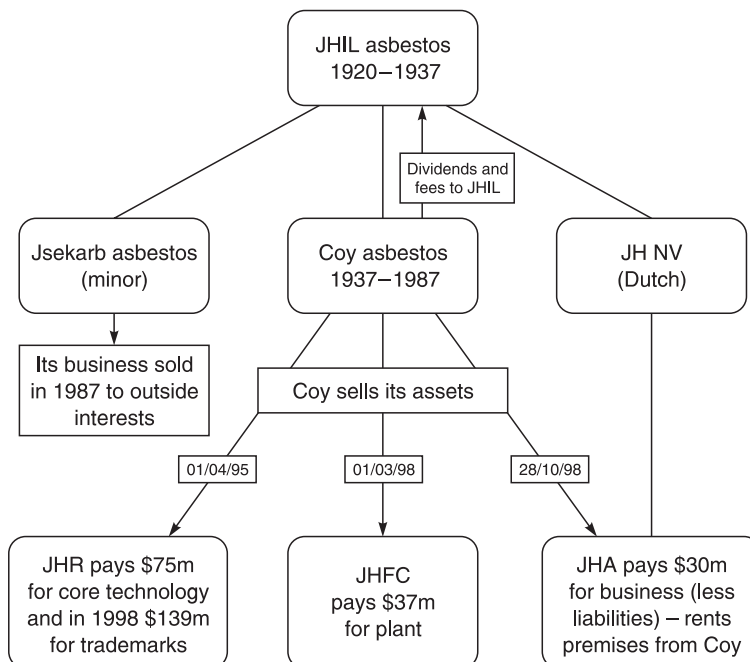 JHIL asbestos
1920–1937
Dividends and
fees to JHIL
Jsekarb asbestos
(minor)
Coy asbestos
1937–1987
JH NV
(Dutch)
Its business sold
in 1987 to outside
interests
Coy sells its assets
01/04/95
01/03/98
28/10/98
JHR pays $75m
for core technology
and in 1998 $139m
for trademarks
JHFC
pays $37m
for plant
JHA pays $30m
for business (less
liabilities) – rents
premises from Coy